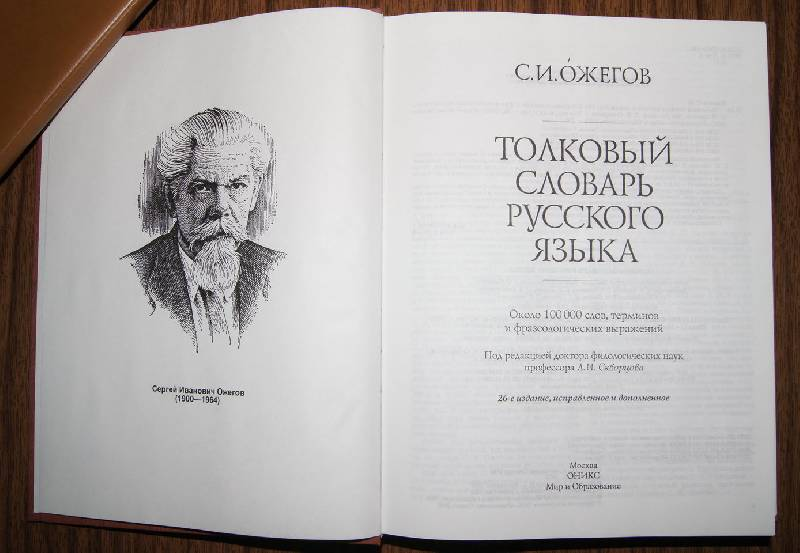 Сергей Иванович Ожегов
(1900—1964)
С.И. О́ЖЕГОВ
ТОЛКОВЫЙ
СЛОВАРЬ
РУССКОГО
ЯЗЫКА
Около 100 000 слов, терминов
и фразеологических выражений
Под редакцией доктора филологических наук
профессора Л.И. Скворцова
26-е издание, исправленное и дополненное
Москва
ОНИКС
Мир и Образование